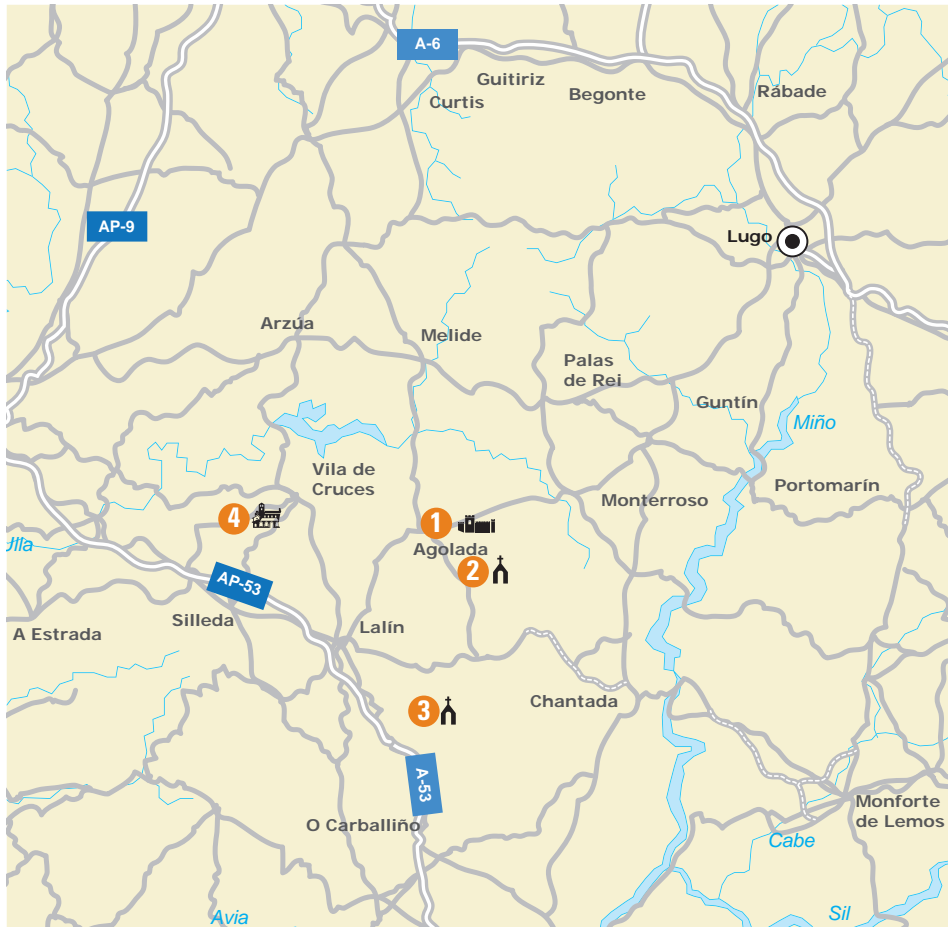 A-6
Guitiriz
Curtis
Begonte
Rábade
AP-9
Lugo
Arzúa
Melide
Palas
de Rei
Guntín
Miño
Vila de
Cruces
Portomarín
Monterroso
4
1
Agolada
2
Ulla
AP-53
Silleda
A Estrada
Lalín
3
Chantada
A-53
O Carballiño
Monforte
de Lemos
Cabe
Avia
Sil